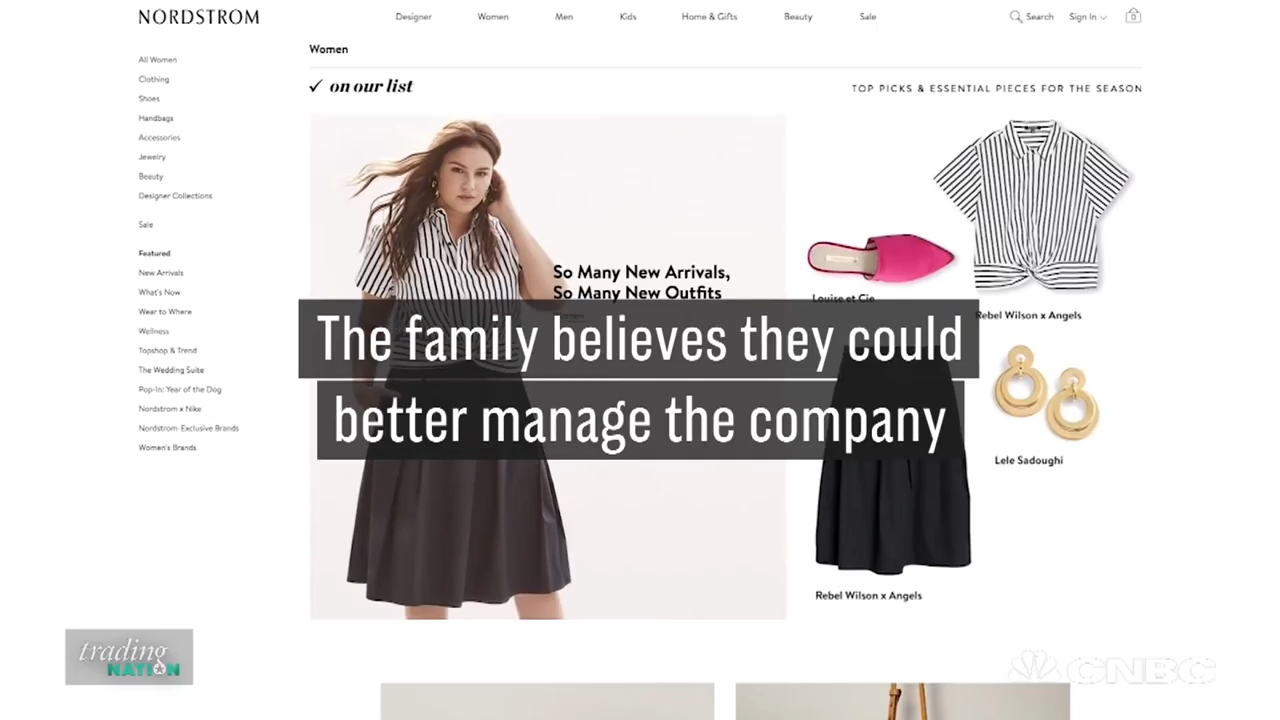 NORDSTROM
Designer Women Men Kids Home & Gifts Beauty Sale
Search Sign In 0
All Women
Clothing
Shoes
Handbags
Accessories
Jewelry
Beauty
Designer Collections
Sale
Featured
New Arrivals
What's Now
Wear to Where
Wellness
Topshop & Trend
The Wedding Suite
Pop-In: Year of the Dog
Nordstrom x Nike
Nordstrom-Exclusive Brands
Women's Brands
Women
✓ on our list
TOP PICKS & ESSENTIAL PIECES FOR THE SEASON
So Many New Arrivals,
So Many New Outfits
Louise et Cie
Rebel Wilson x Angels
Lele Sadoughi
Rebel Wilson x Angels
The family believes they could
better manage the company
trading
NATION
CNBC